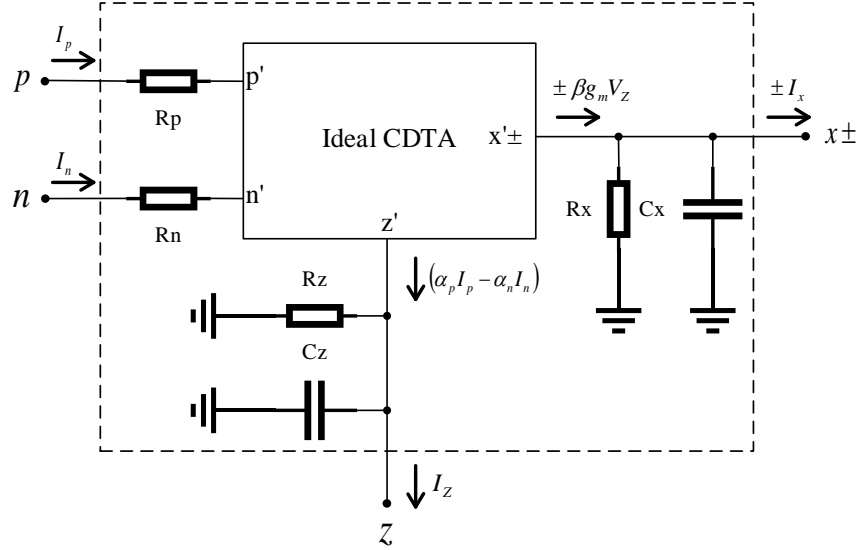 I_p
p
Rp
p'
I_n
n
Rn
n'
Ideal CDTA
x'±
z'
± βg_m V_Z
± I_x
x±
Rx
Cx
(α_p I_p − α_n I_n)
Rz
Cz
I_Z
z